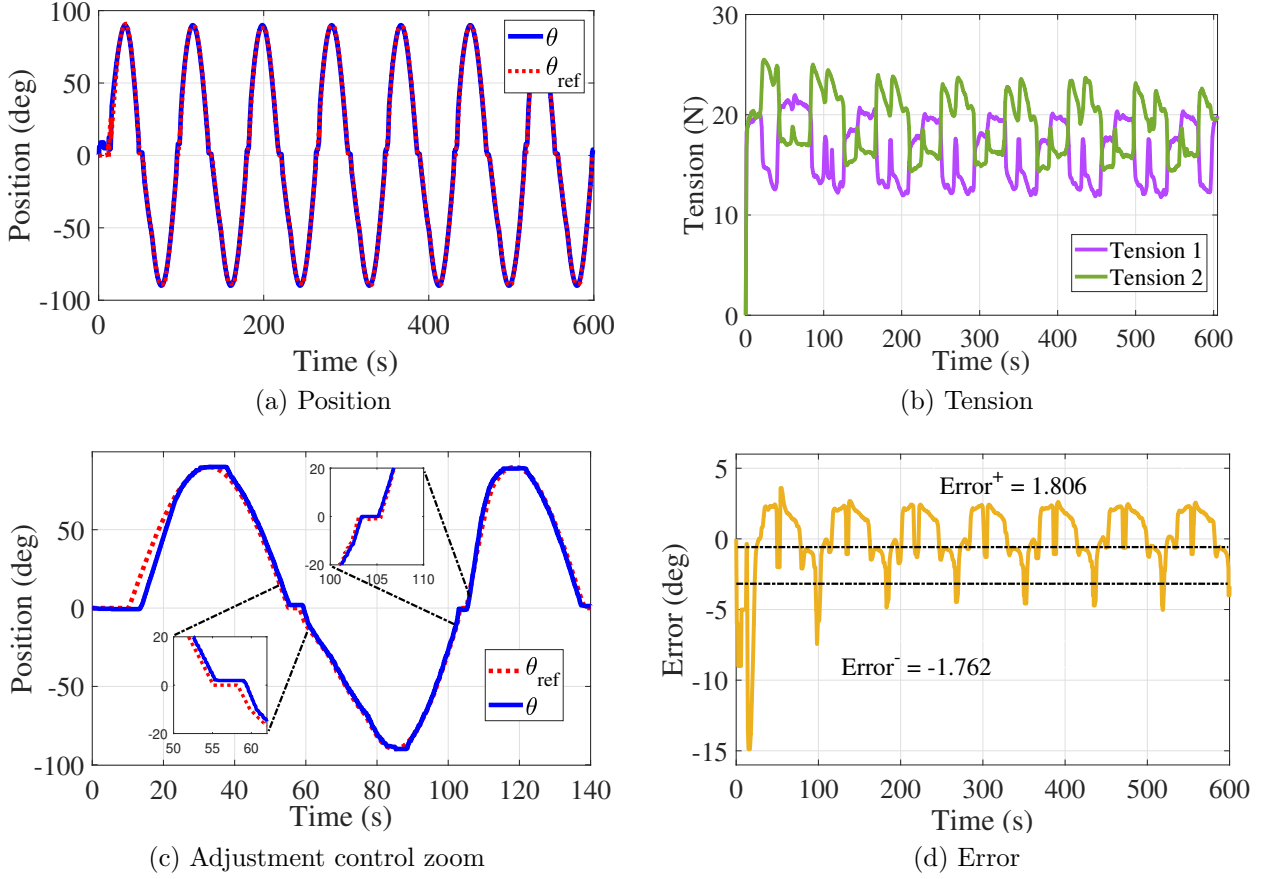 100
50
0
-50
-100
Position (deg)
θ
θref
0 200 400 600
Time (s)
(a) Position
30
20
10
0
Tension (N)
Tension 1
Tension 2
0 100 200 300 400 500 600
Time (s)
(b) Tension
50
0
-50
-100
Position (deg)
20
0
-20
100 105 110
20
0
-20
50 55 60
θref
θ
0 20 40 60 80 100 120 140
Time (s)
(c) Adjustment control zoom
5
0
-5
-10
-15
Error (deg)
Error+ = 1.806
Error- = -1.762
0 100 200 300 400 500 600
Time (s)
(d) Error